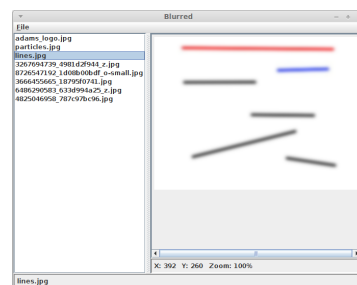 Blurred
File
adams_logo.jpg
particles.jpg
lines.jpg
3267694739_4981d2f944_z.jpg
8726547192_1d08b00bdf_o-small.jpg
3666455665_18795f0741.jpg
6486290583_633d994a25_z.jpg
4825046958_787c97bc96.jpg
X: 392 Y: 260 Zoom: 100%
lines.jpg